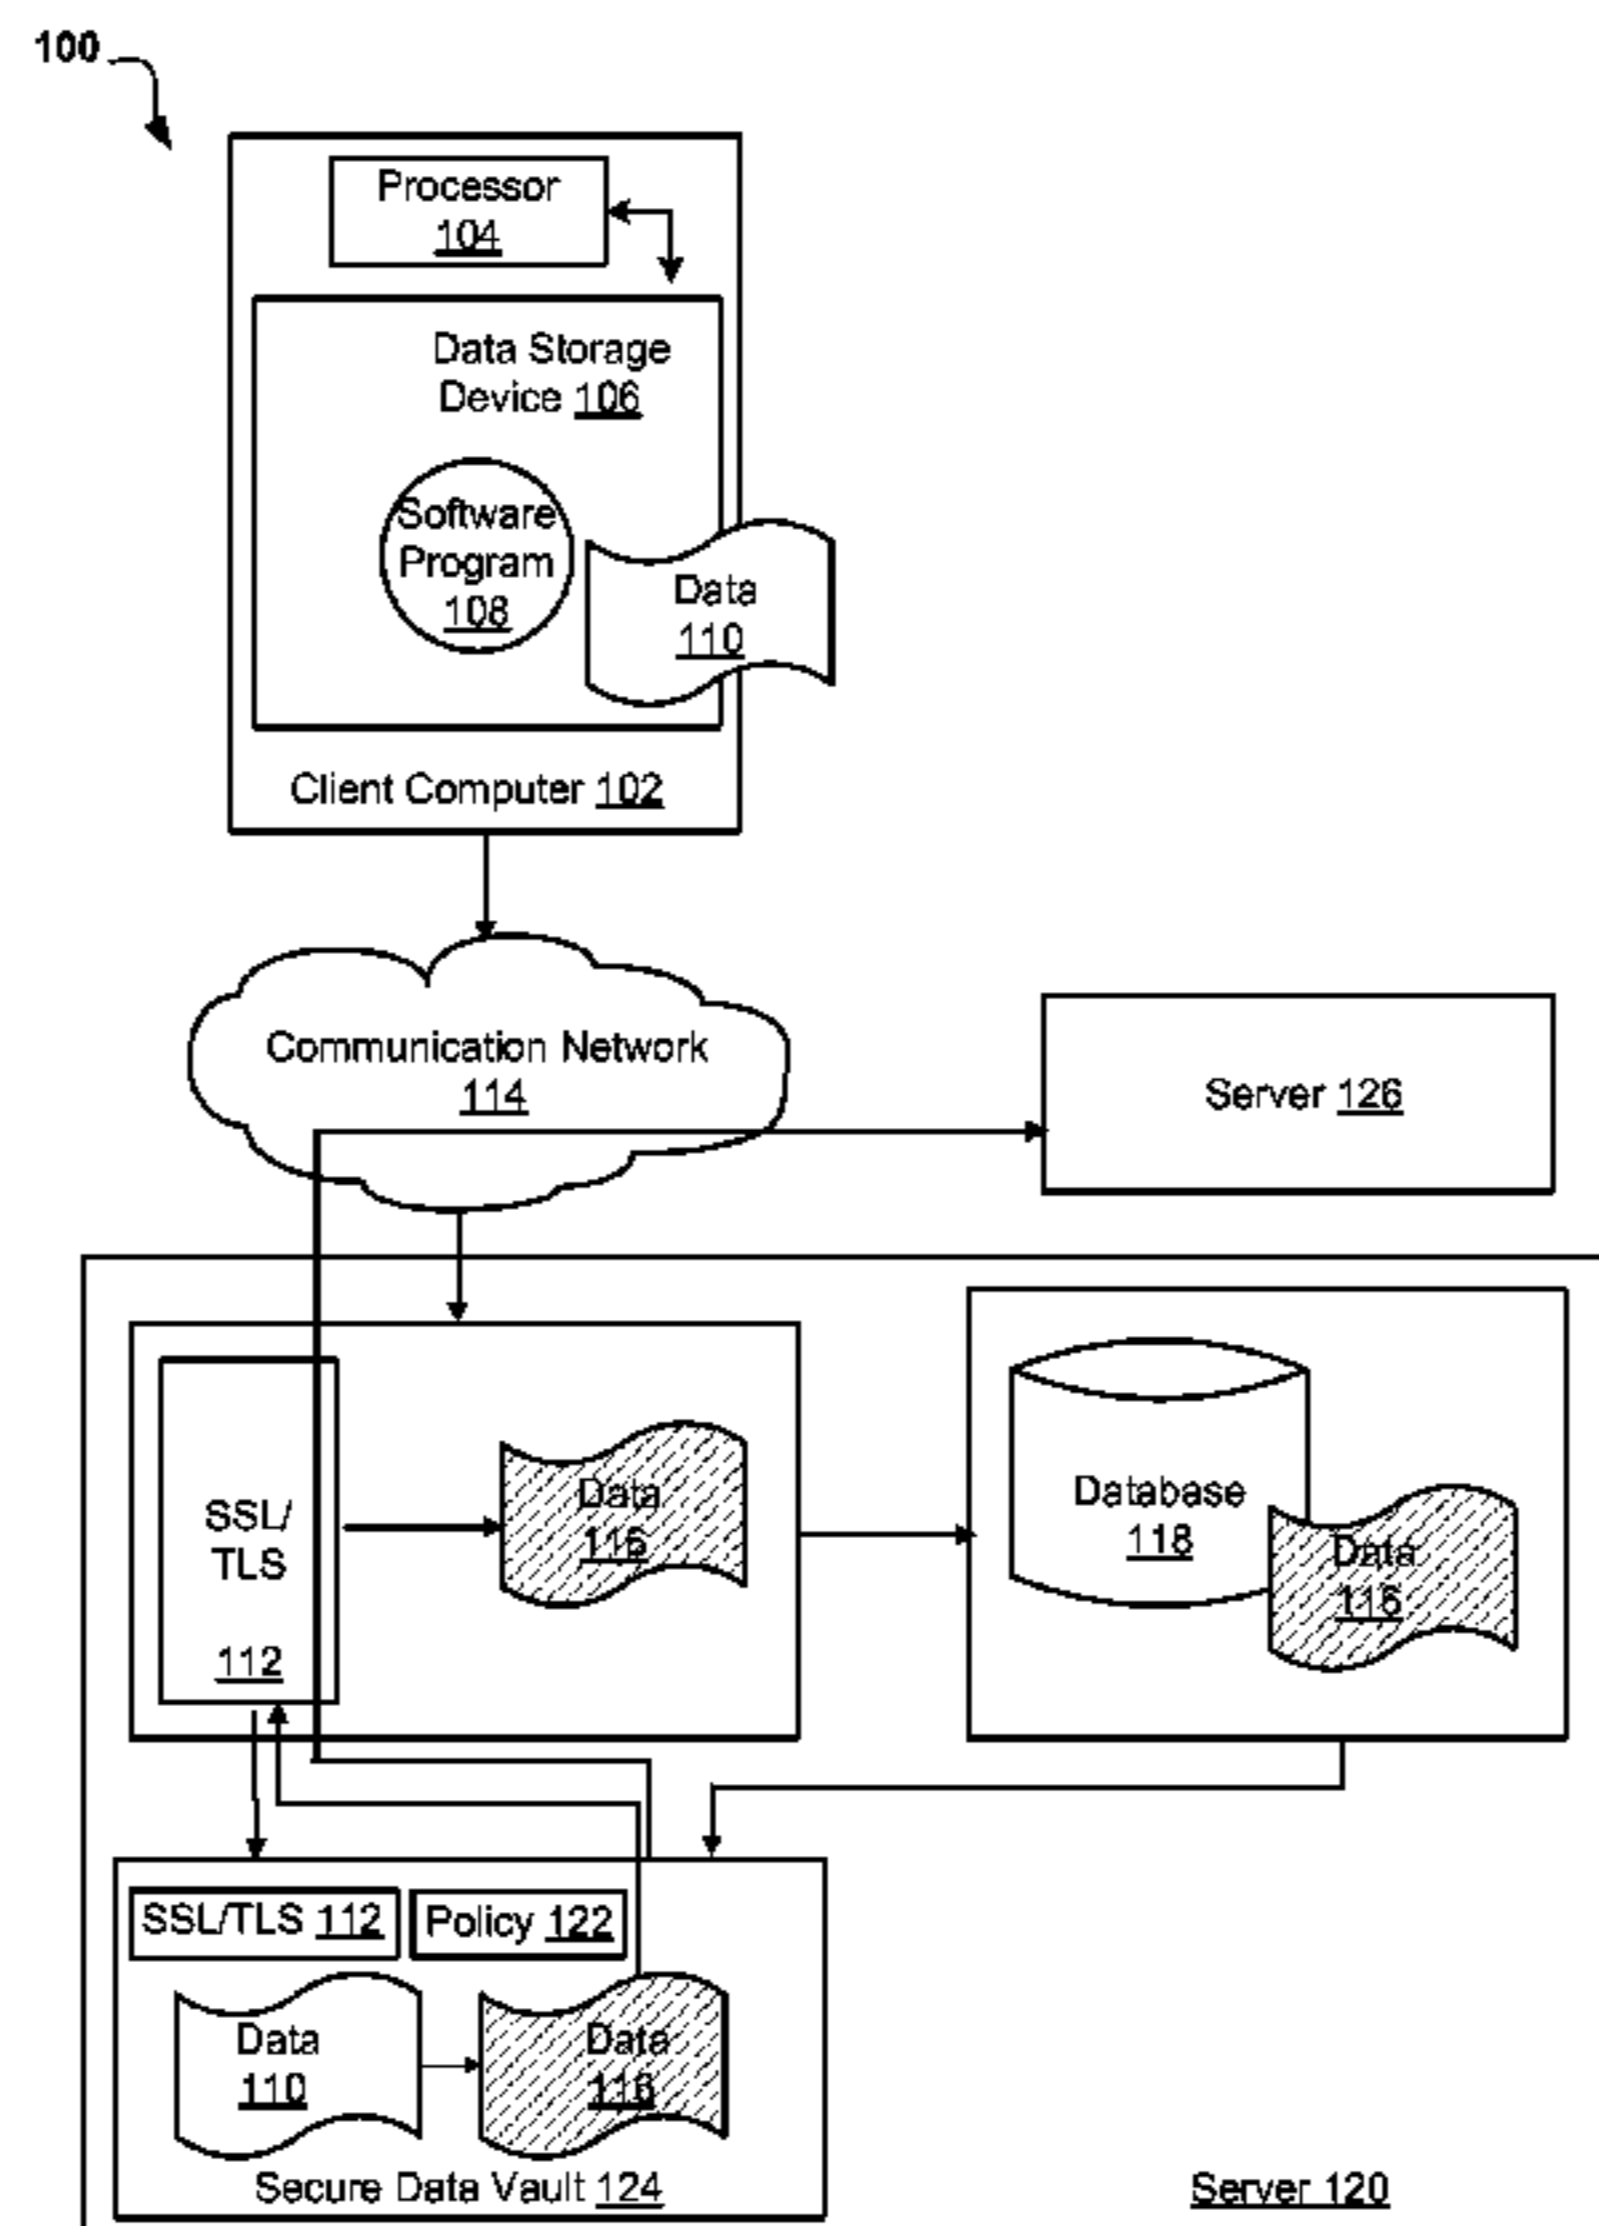 100
Processor
104
Data Storage
Device 106
Software
Program
108
Data
110
Client Computer 102
Communication Network
114
Server 126
SSL/
TLS
112
Data
116
Database
118
Data
116
SSL/TLS 112
Policy 122
Data
110
Data
116
Secure Data Vault 124
Server 120